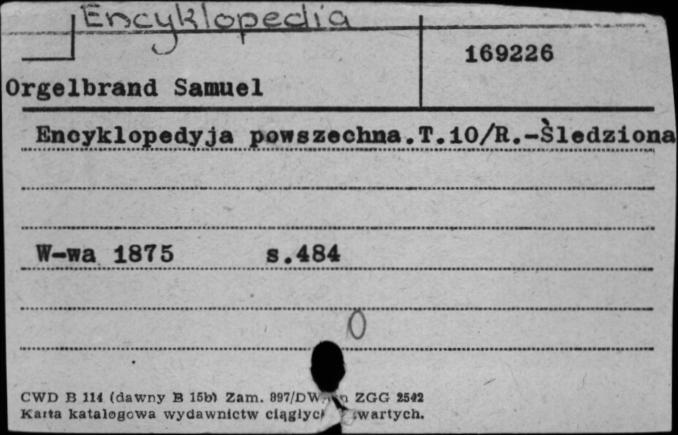 Encyklopedia
169226
Orgelbrand Samuel
Encyklopedyja powszechna.T.10/R.-Śledziona
W-wa 1875 s.484
0
CWD B 114 (dawny B 15b) Zam. 897/DW ZGG 2542
Karta katalogowa wydawnictw ciągłych wartych.